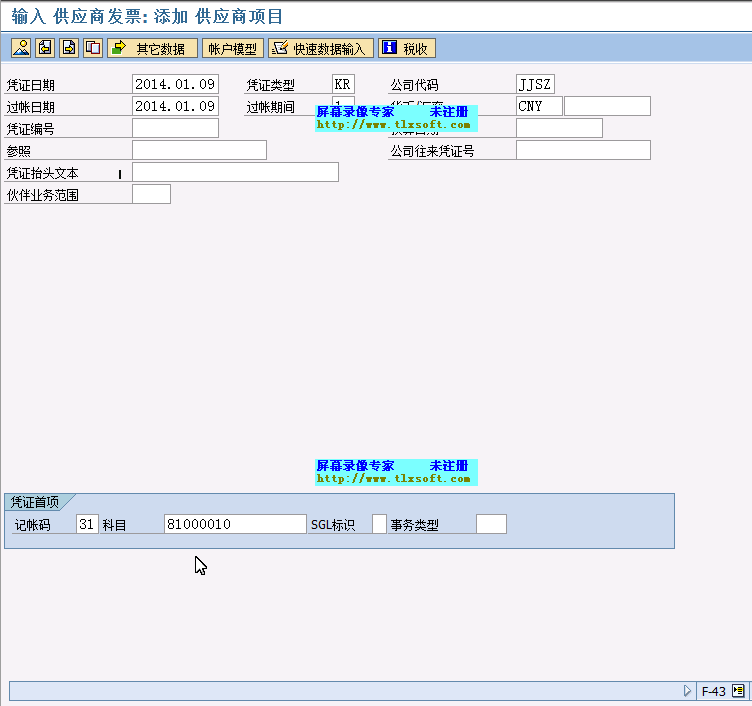 输入 供应商发票: 添加 供应商项目
其它数据 帐户模型 快速数据输入 税收
凭证日期 2014.01.09 凭证类型 KR 公司代码 JJSZ
过帐日期 2014.01.09 过帐期间 CNY
屏幕录像专家 未注册
http://www.tlxsoft.com
凭证编号
参照 公司往来凭证号
凭证抬头文本
伙伴业务范围
屏幕录像专家 未注册
http://www.tlxsoft.com
凭证首项
记帐码 31 科目 81000010 SGL标识 事务类型
F-43